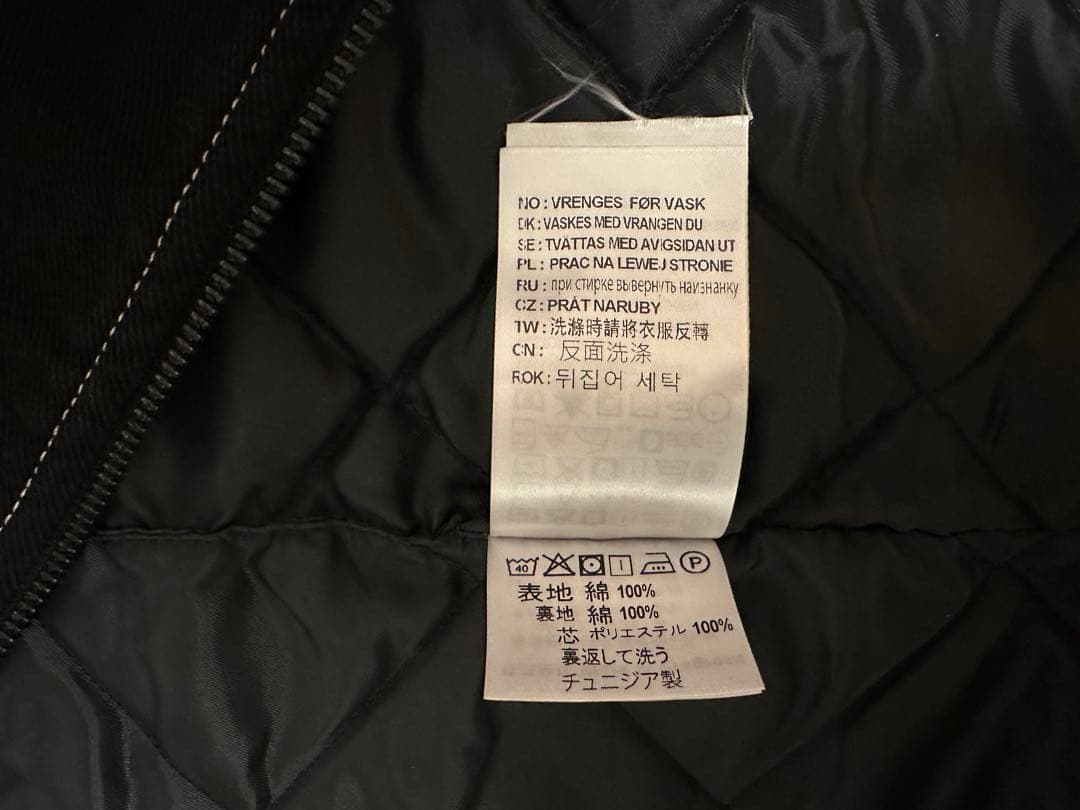 NO : VRENGES FØR VASK
DK : VASKES MED VRANGEN DU
SE : TVÄTTAS MED AVIGSIDAN UT
PL : PRAC NA LEWEJ STRONIE
RU : при стирке вывернуть наизнанку
CZ : PRÁT NARUBY
TW : 洗滌時請將衣服反轉
CN : 反面洗涤
ROK : 뒤집어 세탁
40 P
表地 綿 100%
裏地 綿 100%
芯 ポリエステル 100%
裏返して洗う
チュニジア製